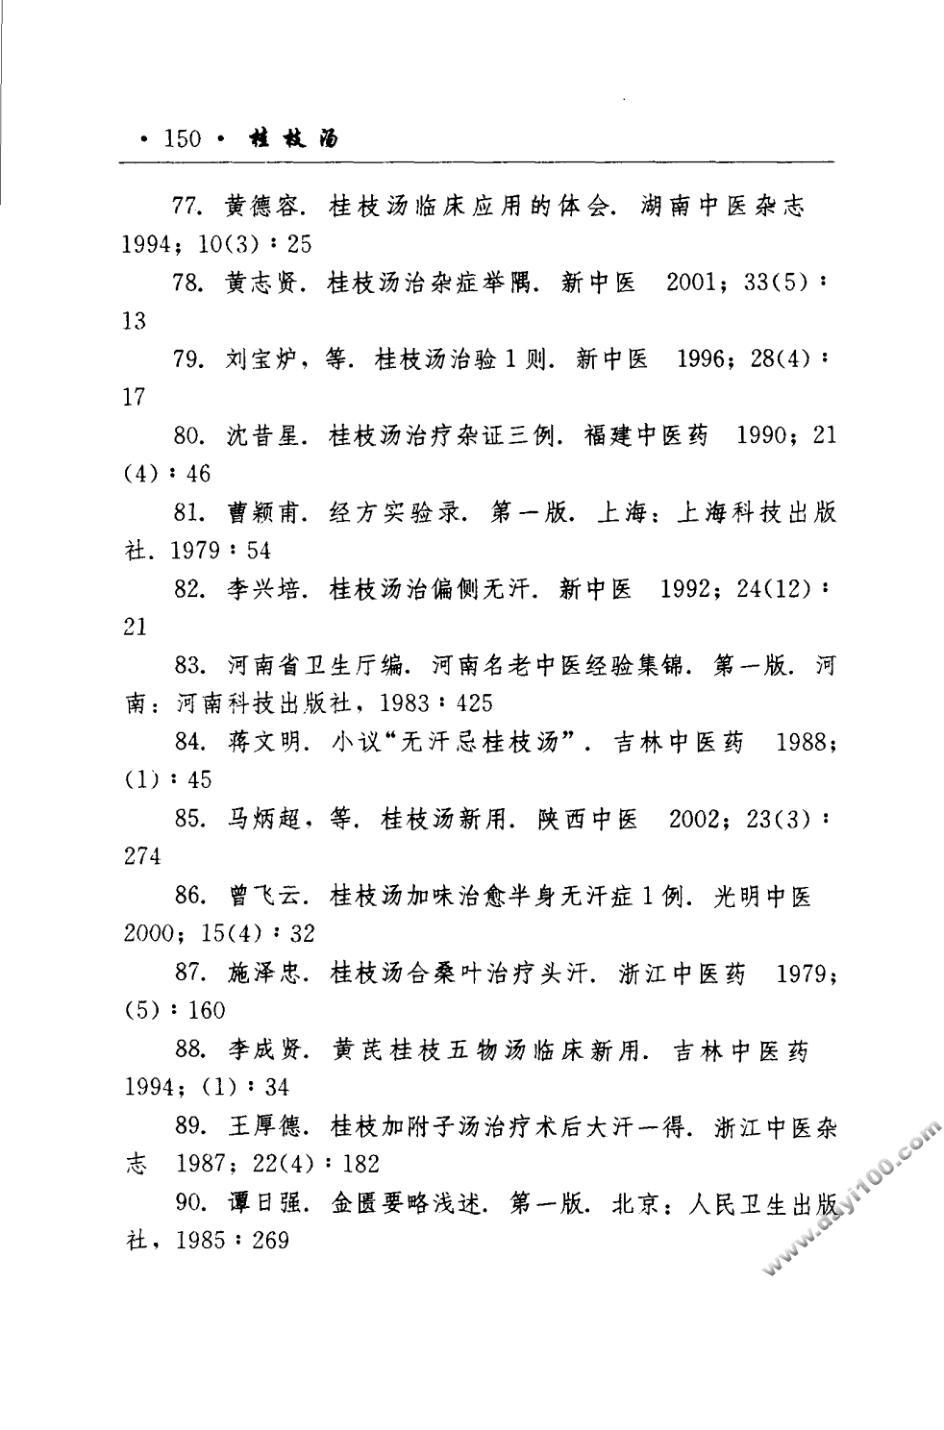 · 150 · 桂枝汤
77. 黄德容. 桂枝汤临床应用的体会. 湖南中医杂志
1994; 10(3):25
78. 黄志贤. 桂枝汤治杂症举隅. 新中医 2001; 33(5):
13
79. 刘宝炉, 等. 桂枝汤治验1则. 新中医 1996; 28(4):
17
80. 沈昔星. 桂枝汤治疗杂证三例. 福建中医药 1990; 21
(4):46
81. 曹颖甫. 经方实验录. 第一版. 上海: 上海科技出版
社. 1979:54
82. 李兴培. 桂枝汤治偏侧无汗. 新中医 1992; 24(12):
21
83. 河南省卫生厅编. 河南名老中医经验集锦. 第一版. 河
南: 河南科技出版社, 1983:425
84. 蒋文明. 小议“无汗忌桂枝汤”. 吉林中医药 1988;
(1):45
85. 马炳超, 等. 桂枝汤新用. 陕西中医 2002; 23(3):
274
86. 曾飞云. 桂枝汤加味治愈半身无汗症1例. 光明中医
2000; 15(4):32
87. 施泽忠. 桂枝汤合桑叶治疗头汗. 浙江中医药 1979;
(5):160
88. 李成贤. 黄芪桂枝五物汤临床新用. 吉林中医药
1994; (1):34
89. 王厚德. 桂枝加附子汤治疗术后大汗一得. 浙江中医杂
志 1987; 22(4):182
90. 谭日强. 金匮要略浅述. 第一版. 北京: 人民卫生出版
社, 1985:269
www.dayi100.com